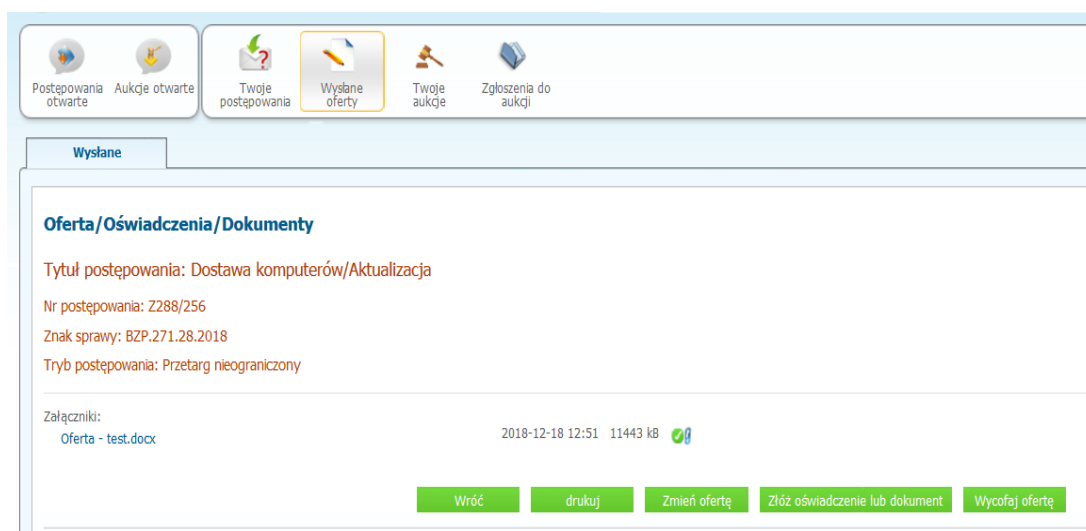 Postępowania otwarte
Aukcje otwarte
Twoje postępowania
Wysłane oferty
Twoje aukcje
Zgłoszenia do aukcji
Wysłane
Oferta/Oświadczenia/Dokumenty
Tytuł postępowania: Dostawa komputerów/Aktualizacja
Nr postępowania: Z288/256
Znak sprawy: BZP.271.28.2018
Tryb postępowania: Przetarg nieograniczony
Załączniki:
Oferta - test.docx 2018-12-18 12:51 11443 kB
Wróć drukuj Zmień ofertę Złóż oświadczenie lub dokument Wycofaj ofertę